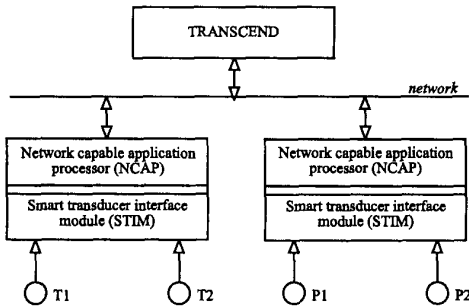 TRANSCEND
network
Network capable application
processor (NCAP)
Smart transducer interface
module (STIM)
Network capable application
processor (NCAP)
Smart transducer interface
module (STIM)
T1
T2
P1
P2